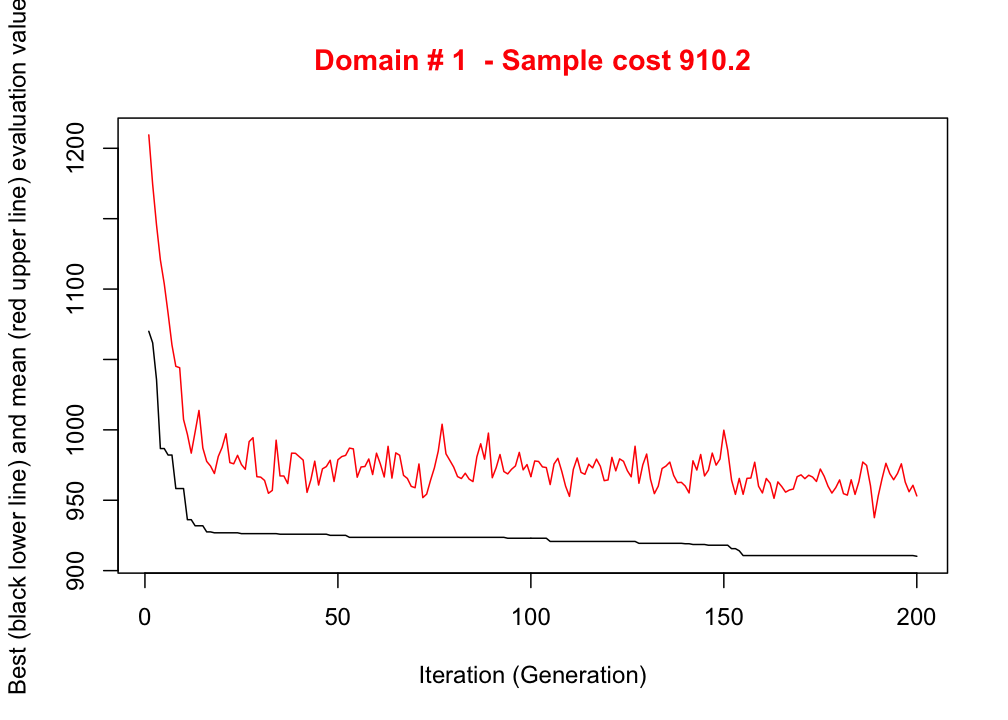 Domain # 1  - Sample cost 910.2
Best (black lower line) and mean (red upper line) evaluation value
1200
1100
1000
950
900
0 50 100 150 200
Iteration (Generation)